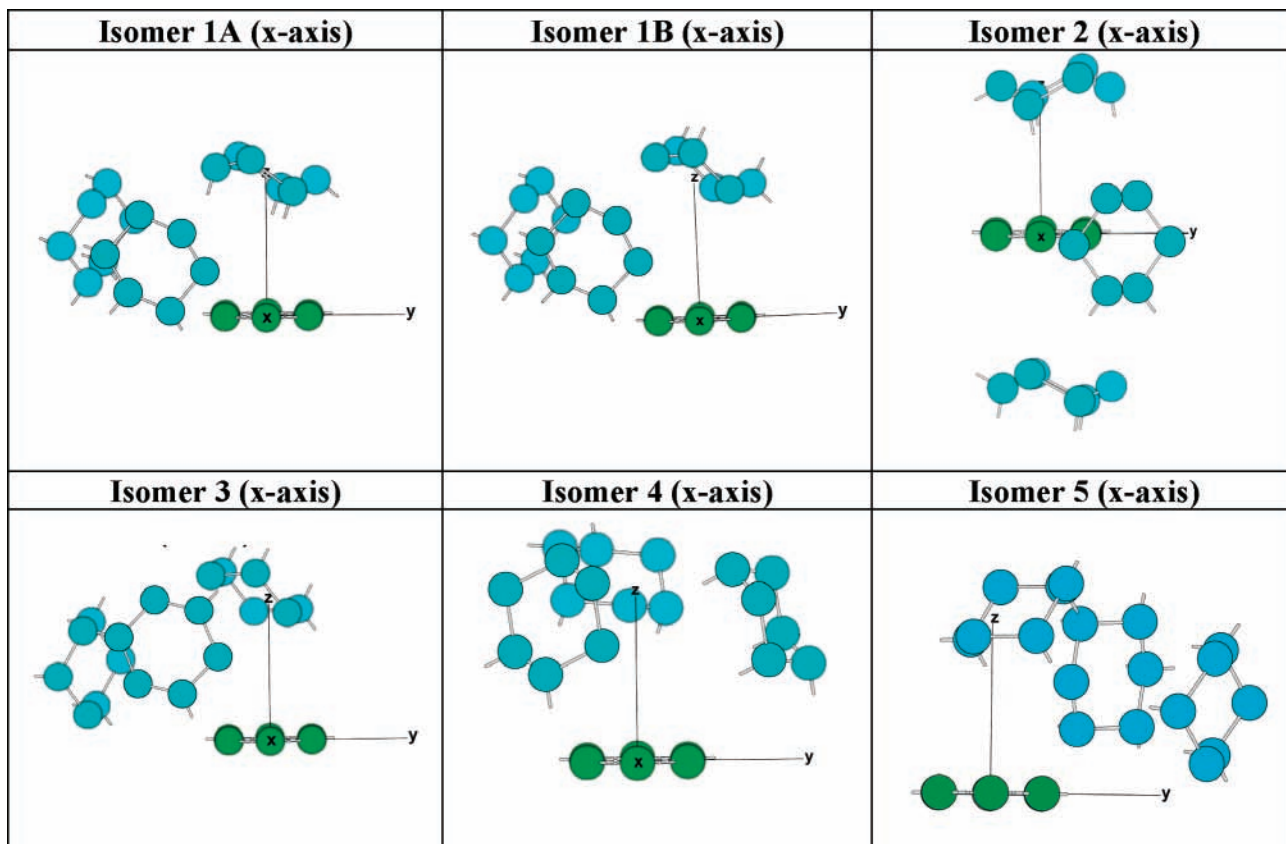 Isomer 1A (x-axis)
Isomer 1B (x-axis)
Isomer 2 (x-axis)
z
y
x
z
y
x
z
y
x
Isomer 3 (x-axis)
Isomer 4 (x-axis)
Isomer 5 (x-axis)
z
y
x
z
y
x
z
y